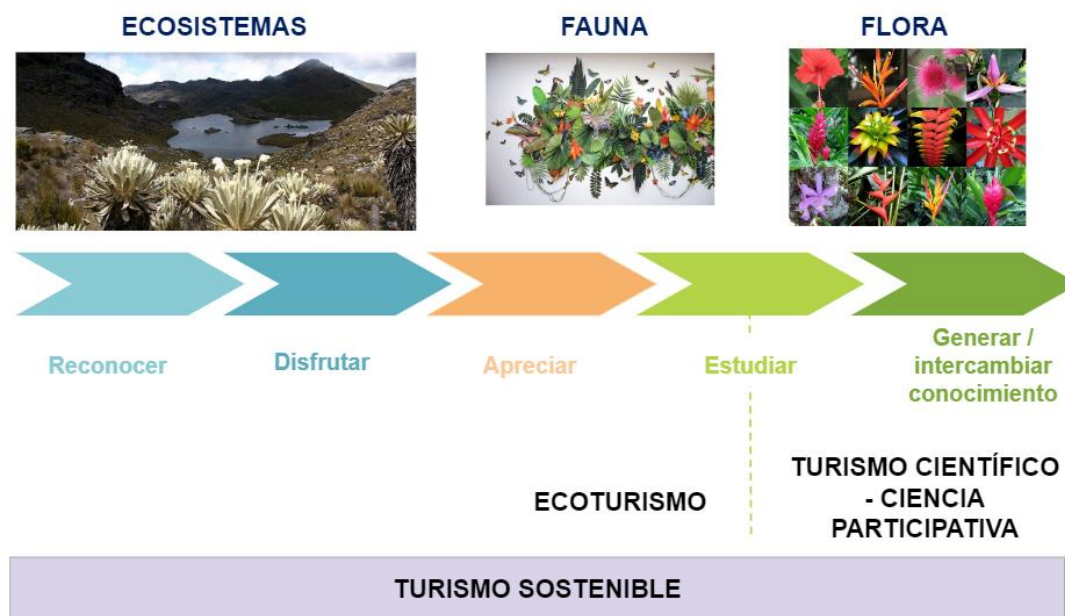 ECOSISTEMAS
FAUNA
FLORA
Reconocer
Disfrutar
Apreciar
Estudiar
Generar /
intercambiar
conocimiento
ECOTURISMO
TURISMO CIENTÍFICO
- CIENCIA
PARTICIPATIVA
TURISMO SOSTENIBLE